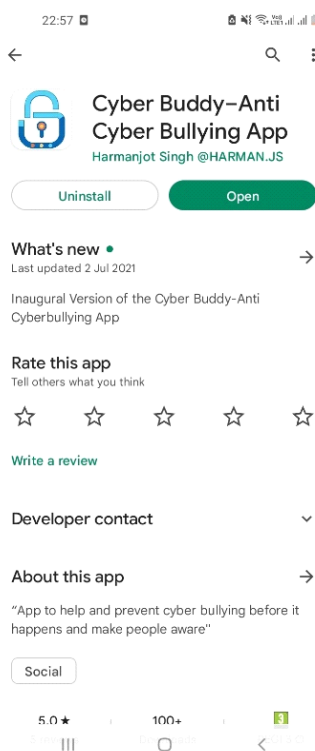 22:57
Cyber Buddy–Anti
Cyber Bullying App
Harmanjot Singh @HARMAN.JS
Uninstall
Open
What's new
Last updated 2 Jul 2021
Inaugural Version of the Cyber Buddy-Anti
Cyberbullying App
Rate this app
Tell others what you think
Write a review
Developer contact
About this app
“App to help and prevent cyber bullying before it
happens and make people aware"
Social
5.0★ 100+ 3